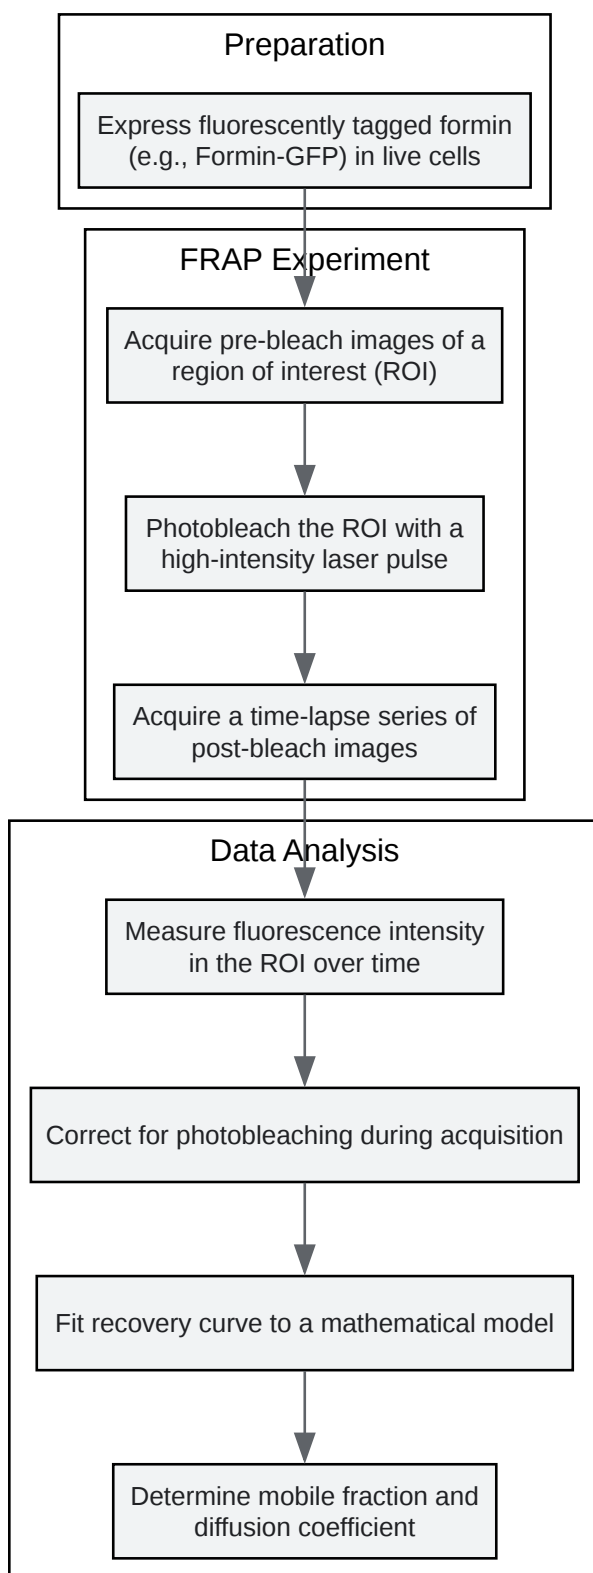 Preparation
Express fluorescently tagged formin
(e.g., Formin-GFP) in live cells
FRAP Experiment
Acquire pre-bleach images of a
region of interest (ROI)
Photobleach the ROI with a
high-intensity laser pulse
Acquire a time-lapse series of
post-bleach images
Data Analysis
Measure fluorescence intensity
in the ROI over time
Correct for photobleaching during acquisition
Fit recovery curve to a mathematical model
Determine mobile fraction and
diffusion coefficient